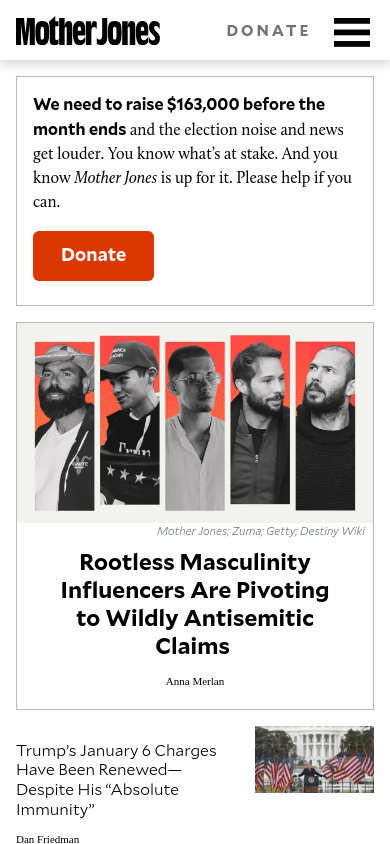 Mother Jones
DONATE
We need to raise $163,000 before the
month ends and the election noise and news
get louder. You know what’s at stake. And you
know Mother Jones is up for it. Please help if you
can.
Donate
Mother Jones; Zuma; Getty; Destiny Wiki
Rootless Masculinity
Influencers Are Pivoting
to Wildly Antisemitic
Claims
Anna Merlan
Trump’s January 6 Charges
Have Been Renewed—
Despite His “Absolute
Immunity”
Dan Friedman